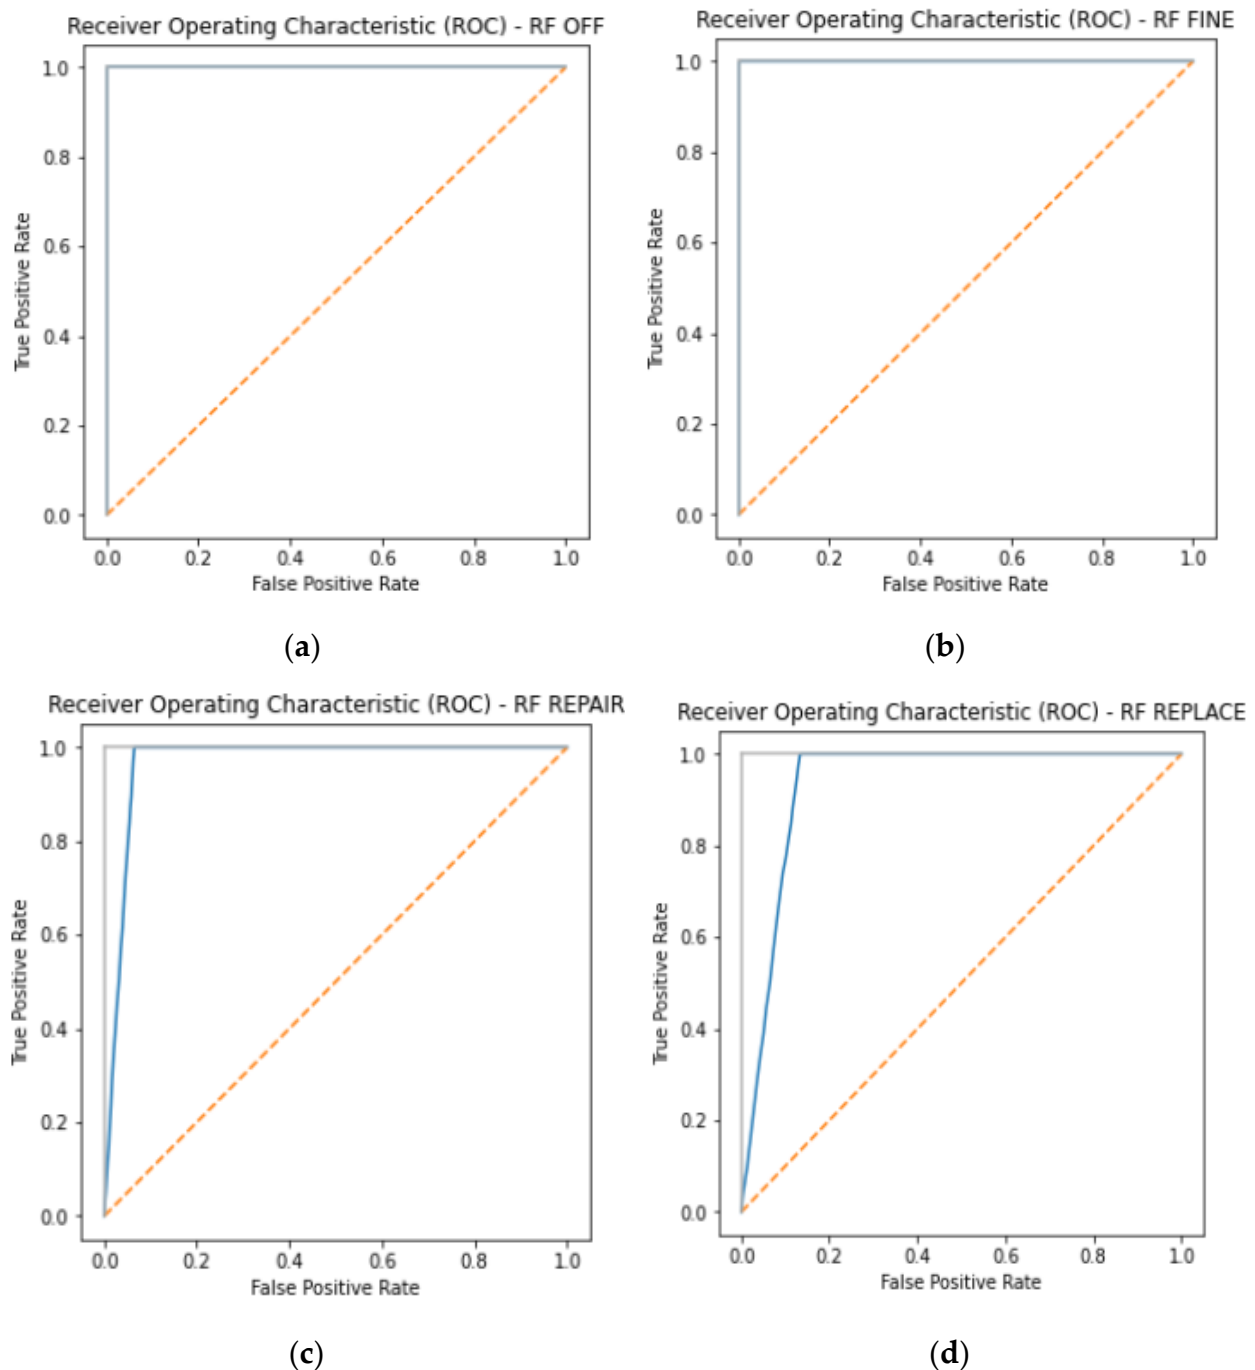 Receiver Operating Characteristic (ROC) - RF OFF
1.0
0.8
0.6
0.4
0.2
0.0
True Positive Rate
0.0 0.2 0.4 0.6 0.8 1.0
False Positive Rate
(a)
Receiver Operating Characteristic (ROC) - RF FINE
1.0
0.8
0.6
0.4
0.2
0.0
True Positive Rate
0.0 0.2 0.4 0.6 0.8 1.0
False Positive Rate
(b)
Receiver Operating Characteristic (ROC) - RF REPAIR
1.0
0.8
0.6
0.4
0.2
0.0
True Positive Rate
0.0 0.2 0.4 0.6 0.8 1.0
False Positive Rate
(c)
Receiver Operating Characteristic (ROC) - RF REPLACE
1.0
0.8
0.6
0.4
0.2
0.0
True Positive Rate
0.0 0.2 0.4 0.6 0.8 1.0
False Positive Rate
(d)